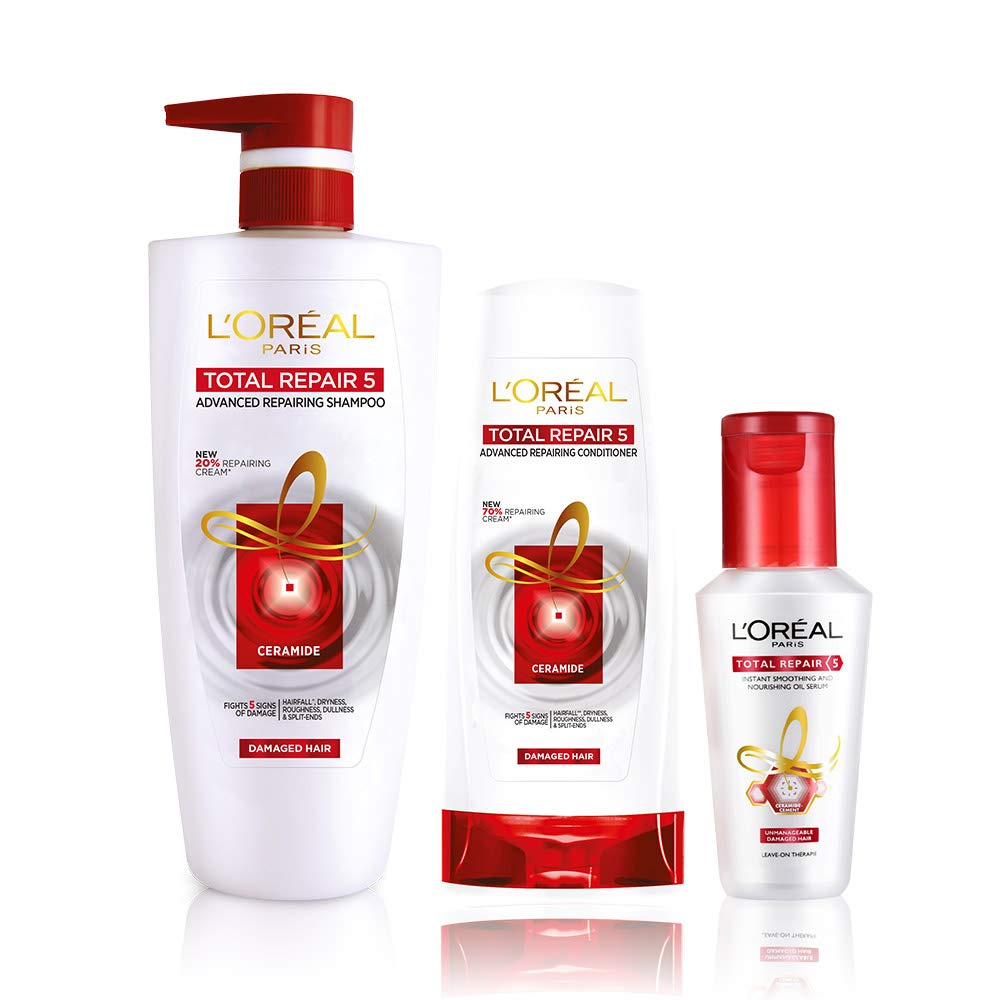 L'ORÉAL
PARiS
TOTAL REPAIR 5
ADVANCED REPAIRING SHAMPOO
NEW
20% REPAIRING
CREAM*
CERAMIDE
FIGHTS 5 SIGNS
OF DAMAGE
HAIRFALL^, DRYNESS,
ROUGHNESS, DULLNESS
& SPLIT-ENDS
DAMAGED HAIR
L'ORÉAL
PARiS
TOTAL REPAIR 5
ADVANCED REPAIRING CONDITIONER
NEW
70% REPAIRING
CREAM*
CERAMIDE
FIGHTS 5 SIGNS
OF DAMAGE
HAIRFALL**, DRYNESS,
ROUGHNESS, DULLNESS
& SPLIT-ENDS
DAMAGED HAIR
L'ORÉAL
PARiS
TOTAL REPAIR 5
INSTANT SMOOTHING AND
NOURISHING OIL SERUM
CERAMIDE-
CEMENT
UNMANAGEABLE
DAMAGED HAIR
LEAVE-ON THERAPIE